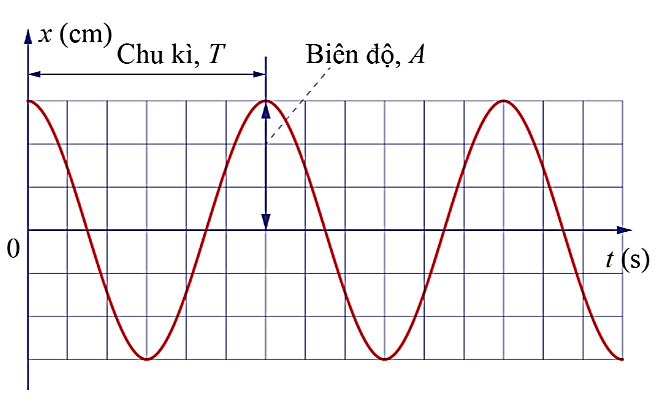 x (cm)
Chu kì, T
Biên độ, A
0
t (s)